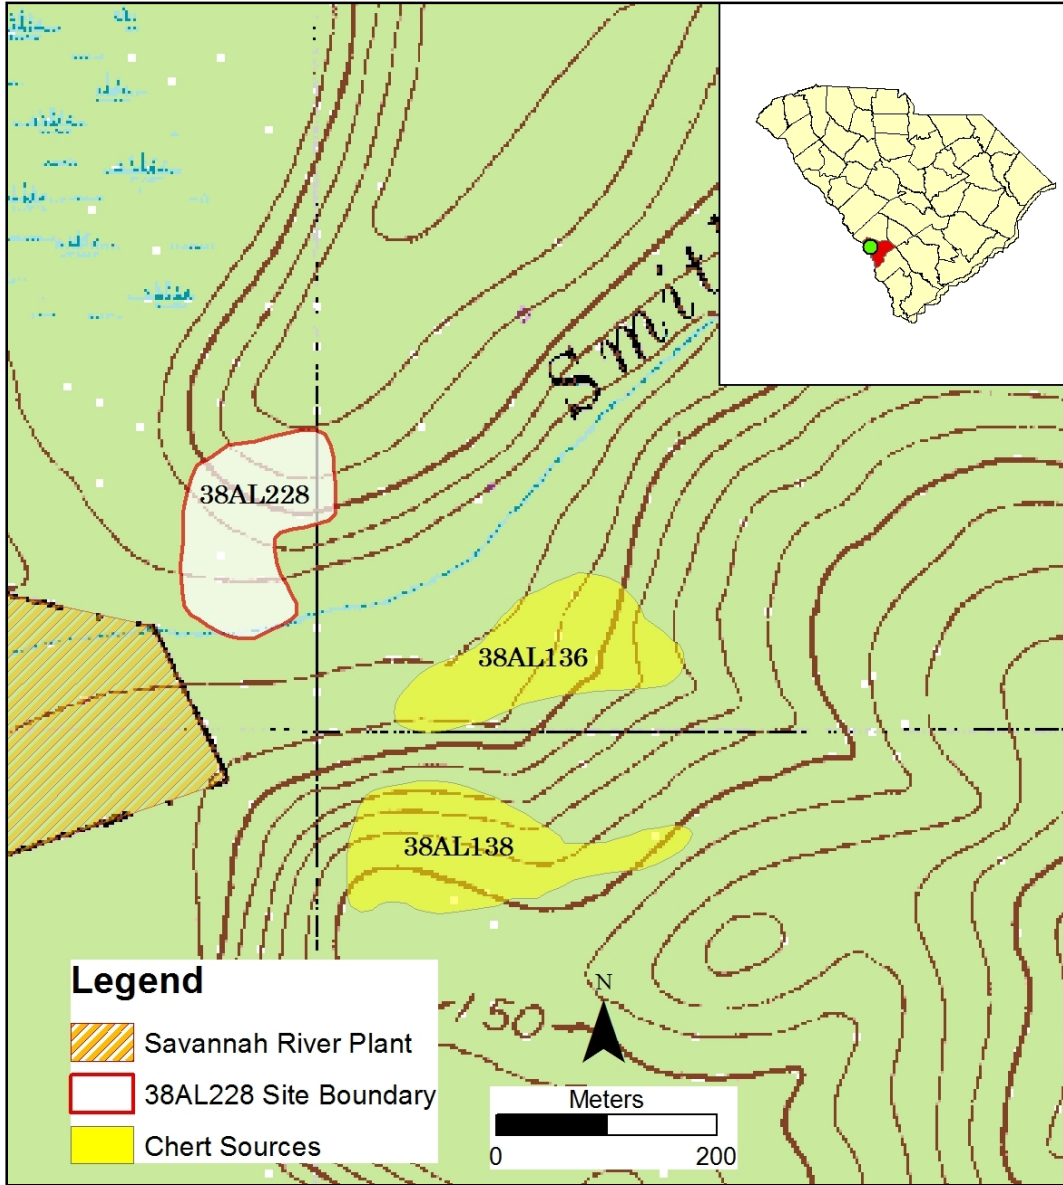 Smit
38AL228
38AL136
38AL138
150
N
Legend
Savannah River Plant
38AL228 Site Boundary
Chert Sources
Meters
0 200